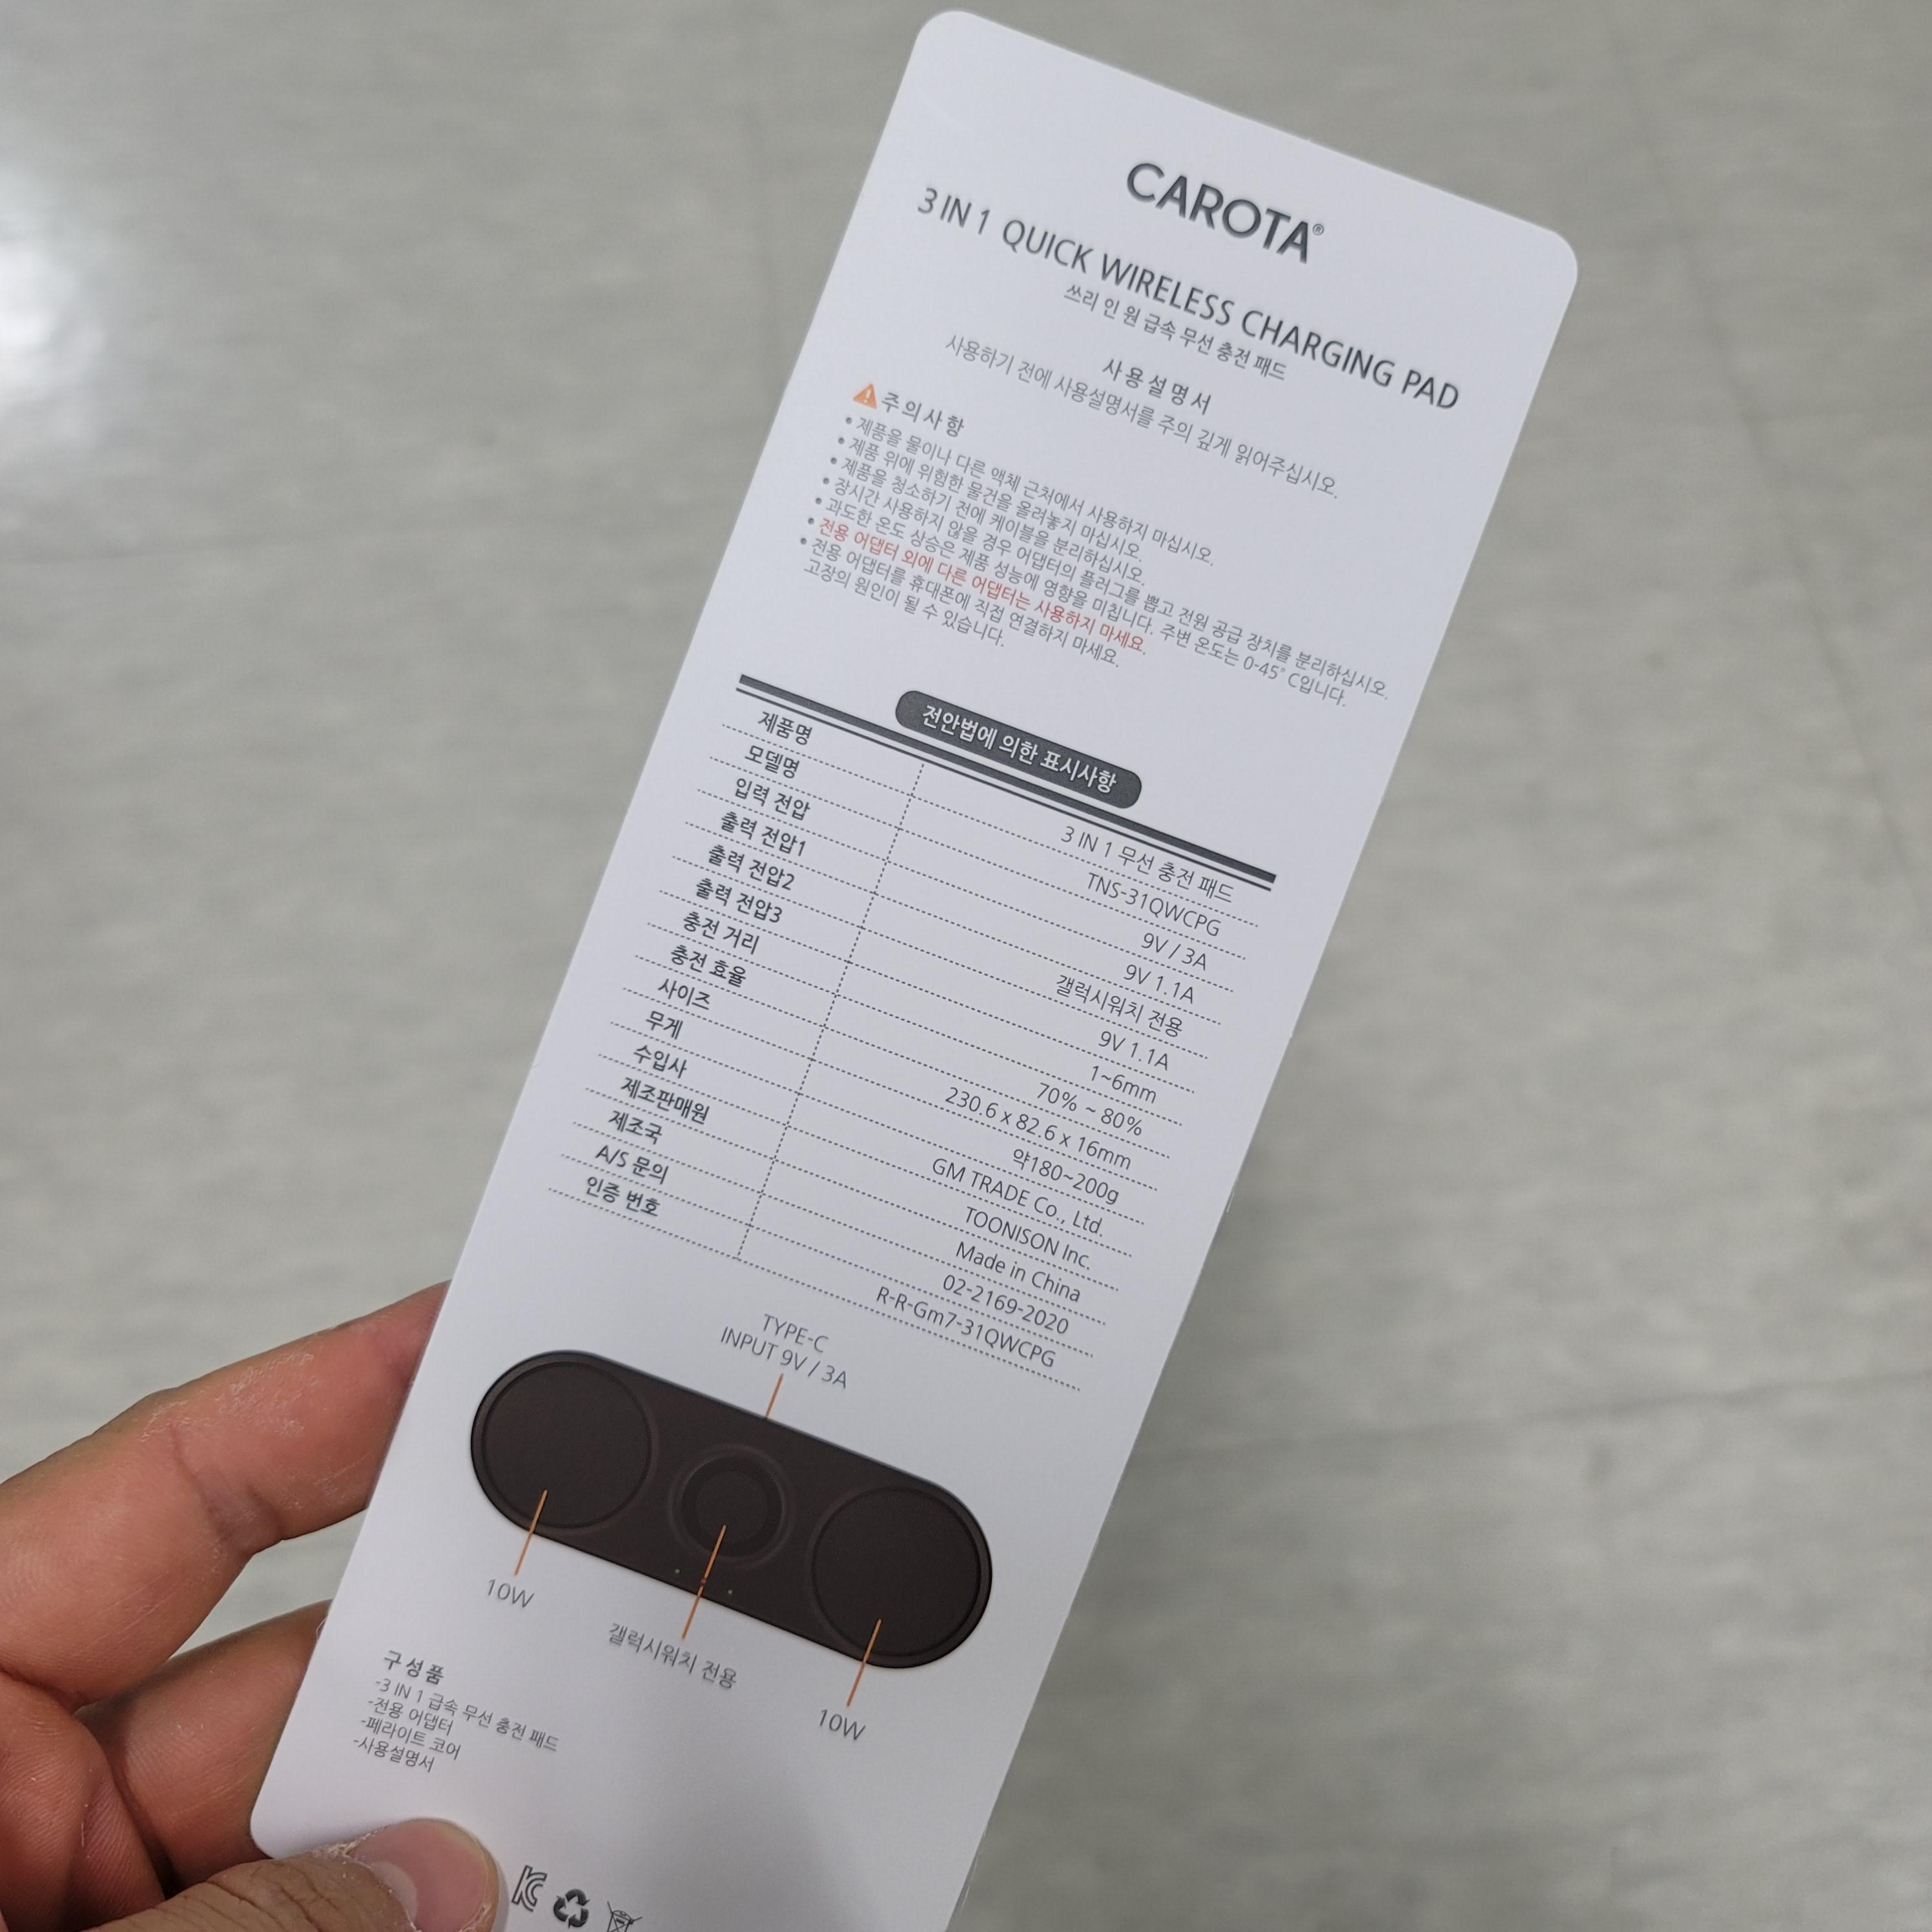 CAROTA®
3 IN 1 QUICK WIRELESS CHARGING PAD
쓰리 인 원 급속 무선 충전 패드
사용설명서
사용하기 전에 사용설명서를 주의 깊게 읽어주십시오.
주의사항
• 제품을 물이나 다른 액체 근처에서 사용하지 마십시오.
• 제품 위에 위험한 물건을 올려놓지 마십시오.
• 제품을 청소하기 전에 케이블을 분리하십시오.
• 장시간 사용하지 않을 경우 어댑터의 플러그를 뽑고 전원 공급 장치를 분리하십시오.
• 과도한 온도 상승은 제품 성능에 영향을 미칩니다. 주변 온도는 0-45° C입니다.
• 전용 어댑터 외에 다른 어댑터는 사용하지 마세요.
• 전용 어댑터를 휴대폰에 직접 연결하지 마세요.
고장의 원인이 될 수 있습니다.
전안법에 의한 표시사항
제품명 3 IN 1 무선 충전 패드
모델명 TNS-31QWCPG
입력 전압 9V / 3A
출력 전압1 9V 1.1A
출력 전압2 갤럭시워치 전용
출력 전압3 9V 1.1A
충전 거리 1~6mm
충전 효율 70% ~ 80%
사이즈 230.6 x 82.6 x 16mm
무게 약180~200g
수입사 GM TRADE Co., Ltd.
제조판매원 TOONISON Inc.
제조국 Made in China
A/S 문의 02-2169-2020
인증 번호 R-R-Gm7-31QWCPG
TYPE-C
INPUT 9V / 3A
10W
갤럭시워치 전용
10W
구성품
-3 IN 1 급속 무선 충전 패드
-전용 어댑터
-페라이트 코어
-사용설명서